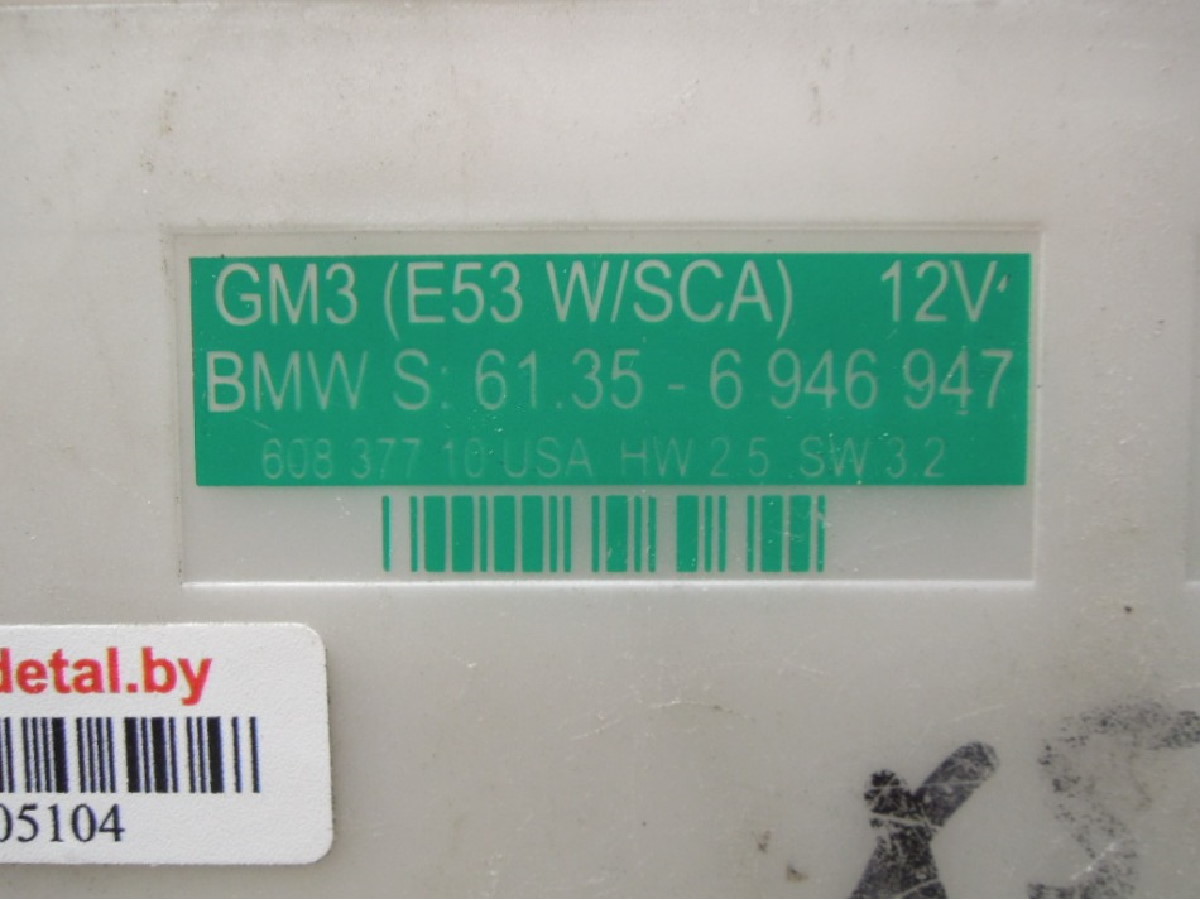 GM3 (E53 W/SCA) 12V
BMW S: 61.35 - 6 946 947
608 377 10 USA HW 2.5 SW 3.2
detal.by
05104